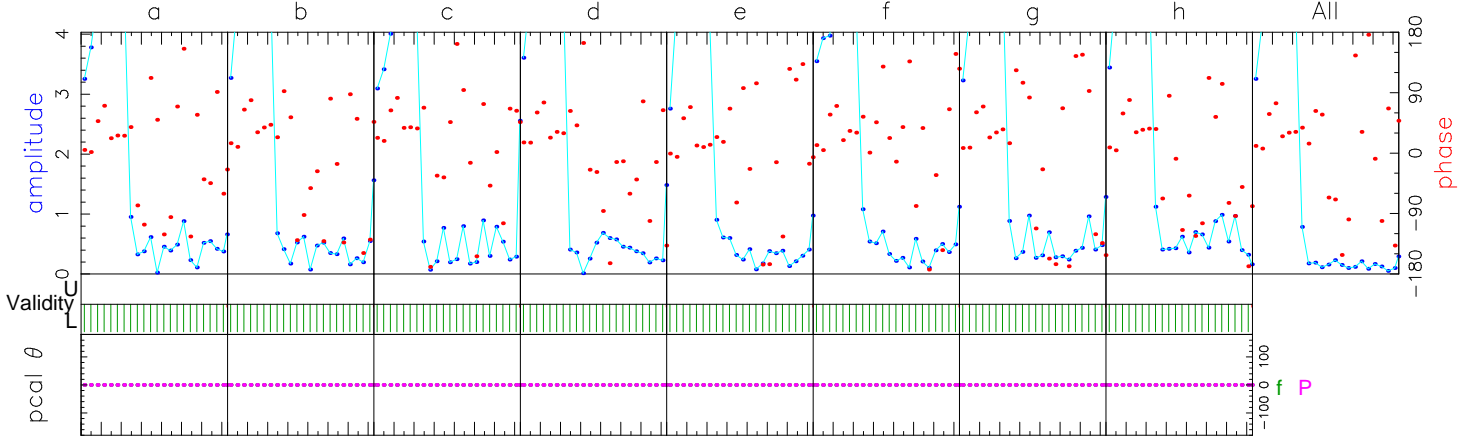 a b c d e f g h All
4 180
3 90
2 0
1 -90
0 -180
amplitude
phase
U
Validity
L
pcal θ
100
0 f P
-100